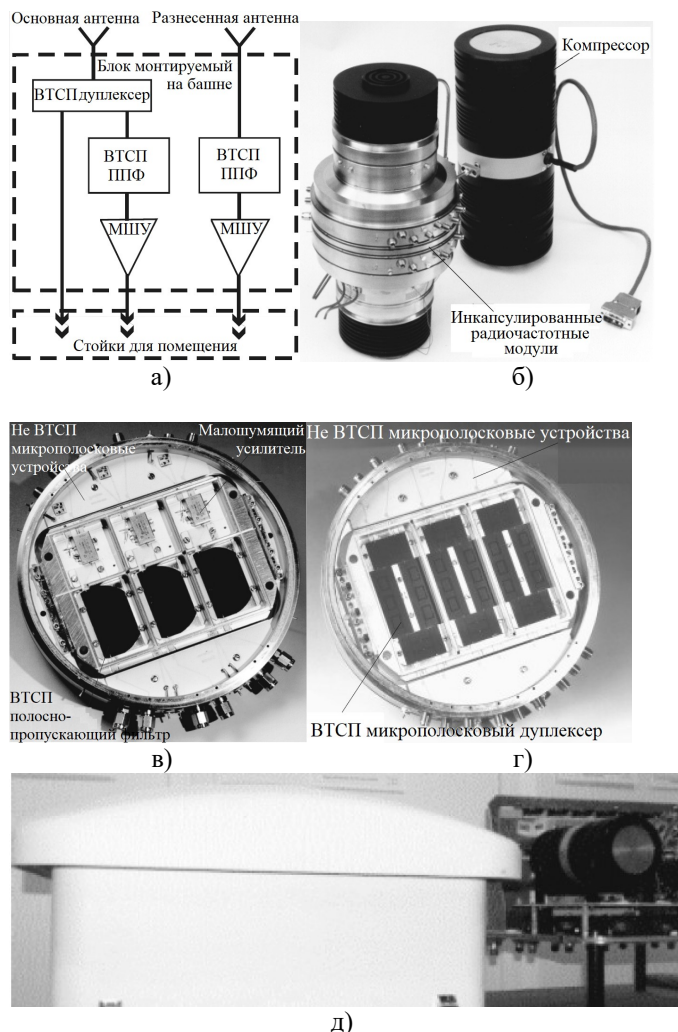 Основная антенна
Разнесенная антенна
Блок монтируемый
на башне
ВТСП дуплексер
ВТСП
ППФ
ВТСП
ППФ
МШУ
МШУ
Стойки для помещения
а)
Компрессор
Инкапсулированные
радиочастотные
модули
б)
Не ВТСП
микрополосковые
устройства
Малошумящий
усилитель
ВТСП
полосно-
пропускающий фильтр
в)
Не ВТСП микрополосковые устройства
ВТСП микрополосковый дуплексер
г)
д)